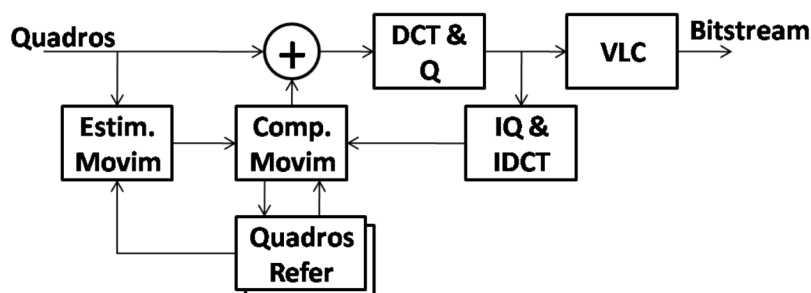 Quadros
+
DCT &
Q
VLC
Bitstream
Estim.
Movim
Comp.
Movim
IQ &
IDCT
Quadros
Refer